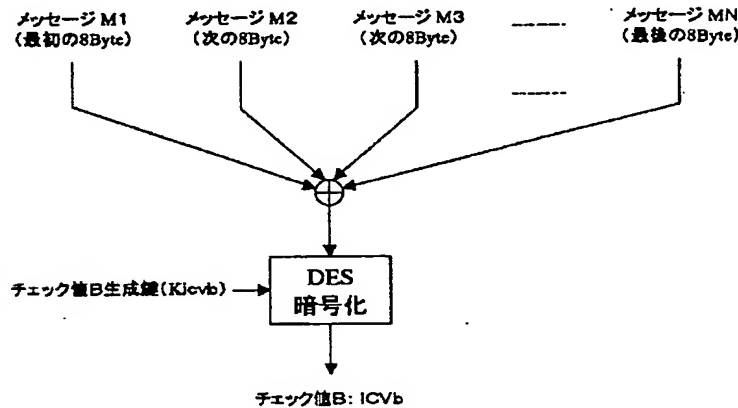 メッセージ M1
(最初の8Byte)
メッセージ M2
(次の8Byte)
メッセージ M3
(次の8Byte)
メッセージ MN
(最後の8Byte)
DES
暗号化
チェック値B生成鍵(Kicvb)
チェック値B: ICVb